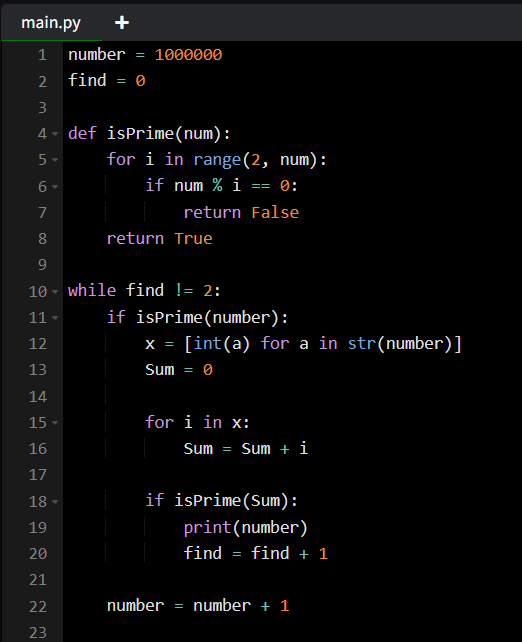 main.py +
1 number = 1000000
2 find = 0
3
4 def isPrime(num):
5     for i in range(2, num):
6         if num % i == 0:
7             return False
8     return True
9
10 while find != 2:
11     if isPrime(number):
12         x = [int(a) for a in str(number)]
13         Sum = 0
14
15         for i in x:
16             Sum = Sum + i
17
18         if isPrime(Sum):
19             print(number)
20             find = find + 1
21
22     number = number + 1
23